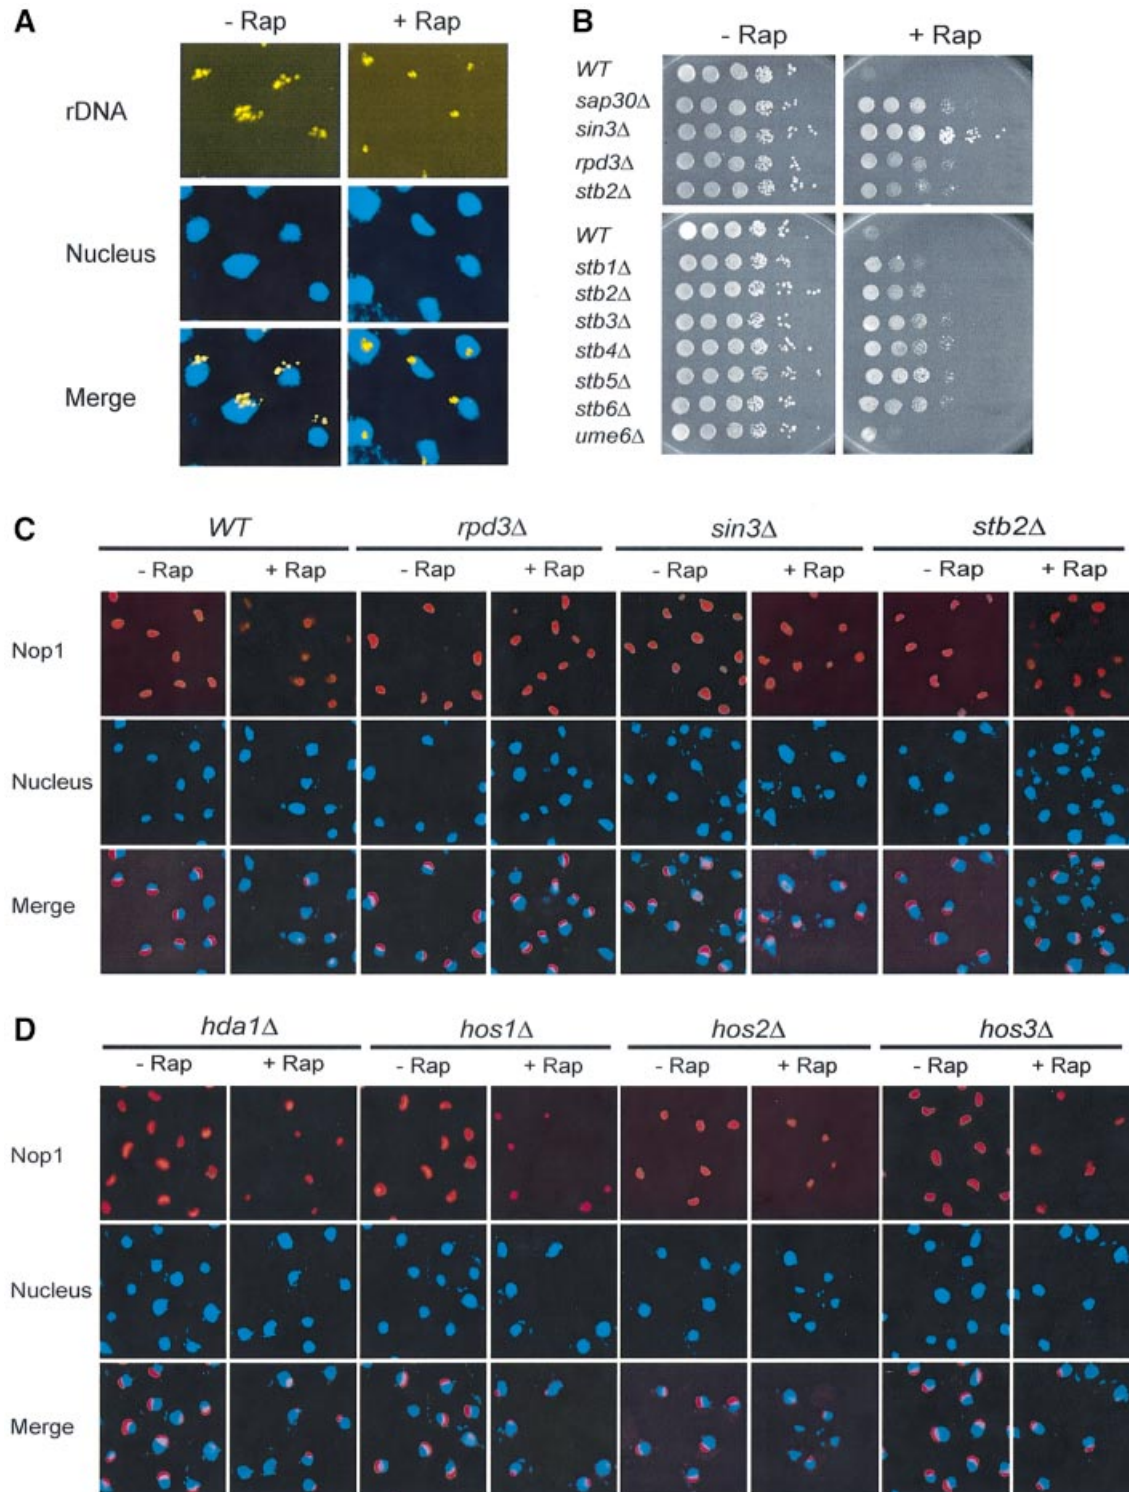 A
- Rap + Rap
rDNA
Nucleus
Merge
B
- Rap + Rap
WT
sap30Δ
sin3Δ
rpd3Δ
stb2Δ
WT
stb1Δ
stb2Δ
stb3Δ
stb4Δ
stb5Δ
stb6Δ
ume6Δ
C
WT rpd3Δ sin3Δ stb2Δ
- Rap + Rap - Rap + Rap - Rap + Rap - Rap + Rap
Nop1
Nucleus
Merge
D
hda1Δ hos1Δ hos2Δ hos3Δ
- Rap + Rap - Rap + Rap - Rap + Rap - Rap + Rap
Nop1
Nucleus
Merge